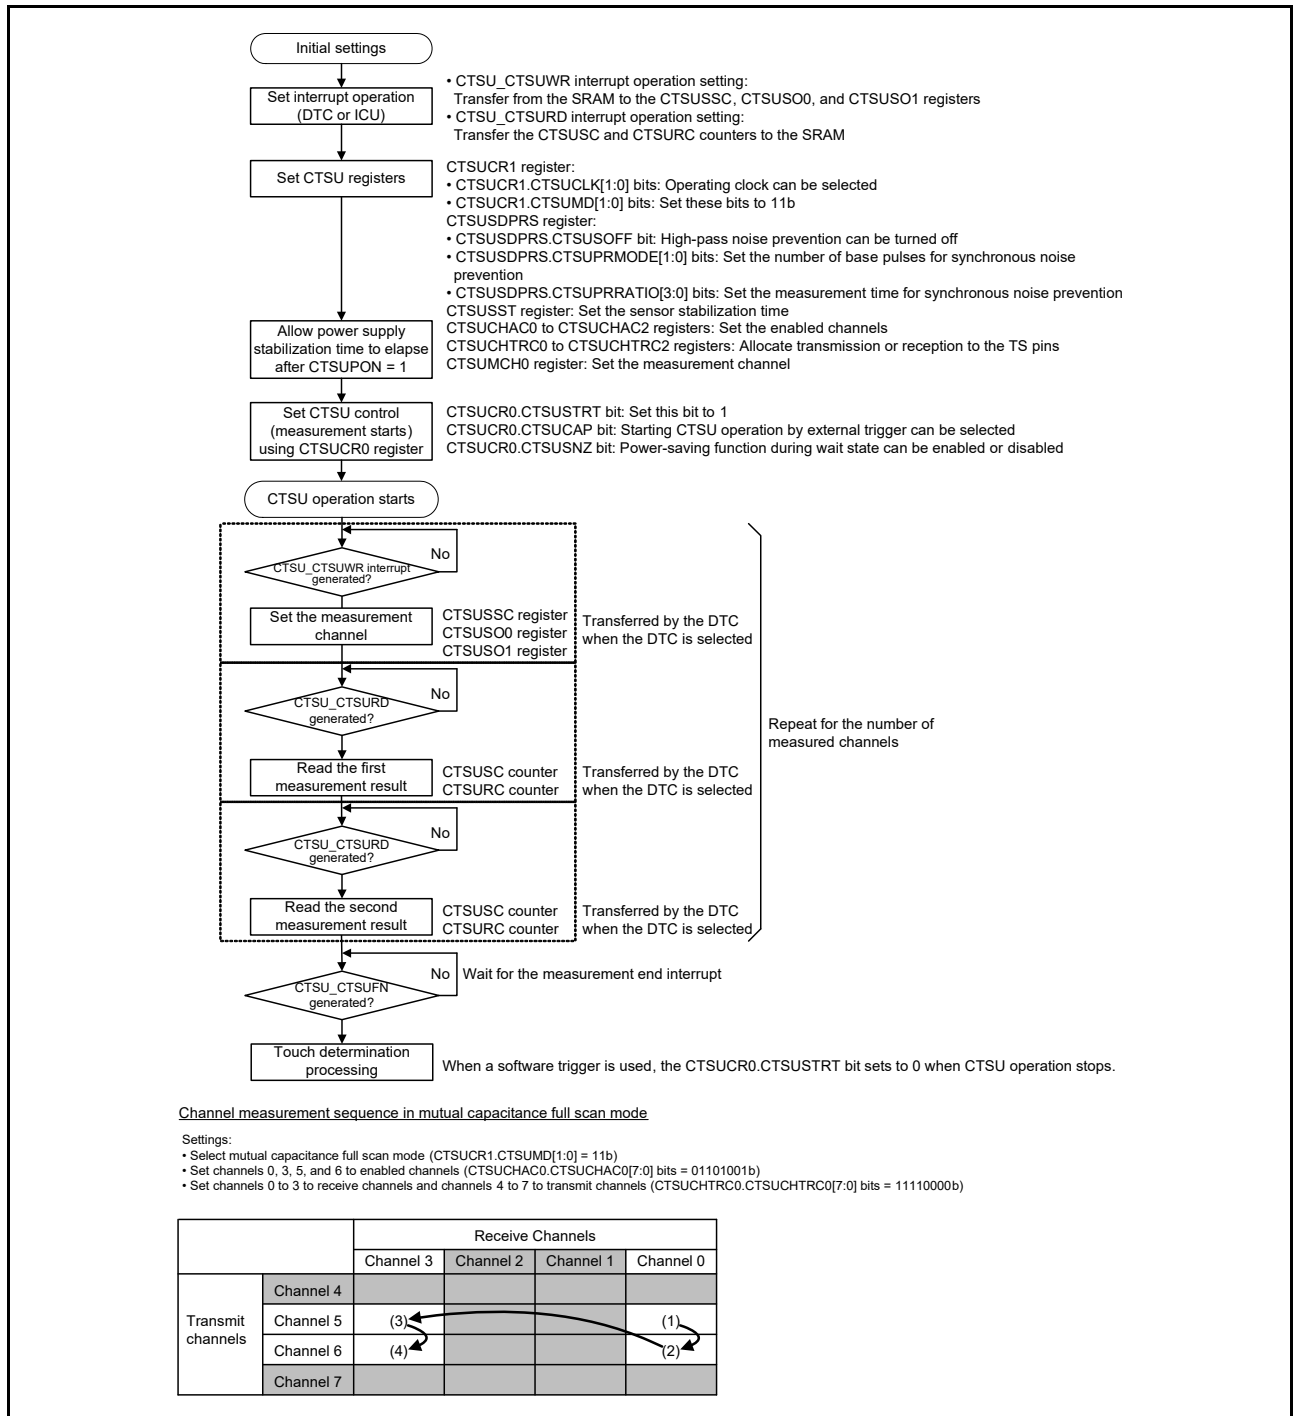 Initial settings
Set interrupt operation
(DTC or ICU)
• CTSU_CTSUWR interrupt operation setting:
Transfer from the SRAM to the CTSUSSC, CTSUSO0, and CTSUSO1 registers
• CTSU_CTSURD interrupt operation setting:
Transfer the CTSUSC and CTSURC counters to the SRAM
Set CTSU registers
CTSUCR1 register:
• CTSUCR1.CTSUCLK[1:0] bits: Operating clock can be selected
• CTSUCR1.CTSUMD[1:0] bits: Set these bits to 11b
CTSUSDPRS register:
• CTSUSDPRS.CTSUSOFF bit: High-pass noise prevention can be turned off
• CTSUSDPRS.CTSUPRMODE[1:0] bits: Set the number of base pulses for synchronous noise
prevention
• CTSUSDPRS.CTSUPRRATIO[3:0] bits: Set the measurement time for synchronous noise prevention
CTSUSST register: Set the sensor stabilization time
CTSUCHAC0 to CTSUCHAC2 registers: Set the enabled channels
CTSUCHTRC0 to CTSUCHTRC2 registers: Allocate transmission or reception to the TS pins
CTSUMCH0 register: Set the measurement channel
Allow power supply
stabilization time to elapse
after CTSUPON = 1
Set CTSU control
(measurement starts)
using CTSUCR0 register
CTSUCR0.CTSUSTRT bit: Set this bit to 1
CTSUCR0.CTSUCAP bit: Starting CTSU operation by external trigger can be selected
CTSUCR0.CTSUSNZ bit: Power-saving function during wait state can be enabled or disabled
CTSU operation starts
No
CTSU_CTSUWR interrupt
generated?
Set the measurement
channel
CTSUSSC register
CTSUSO0 register
CTSUSO1 register
Transferred by the DTC
when the DTC is selected
No
CTSU_CTSURD
generated?
Repeat for the number of
measured channels
Read the first
measurement result
CTSUSC counter
CTSURC counter
Transferred by the DTC
when the DTC is selected
No
CTSU_CTSURD
generated?
Read the second
measurement result
CTSUSC counter
CTSURC counter
Transferred by the DTC
when the DTC is selected
No
Wait for the measurement end interrupt
CTSU_CTSUFN
generated?
Touch determination
processing
When a software trigger is used, the CTSUCR0.CTSUSTRT bit sets to 0 when CTSU operation stops.
Channel measurement sequence in mutual capacitance full scan mode
Settings:
• Select mutual capacitance full scan mode (CTSUCR1.CTSUMD[1:0] = 11b)
• Set channels 0, 3, 5, and 6 to enabled channels (CTSUCHAC0.CTSUCHAC0[7:0] bits = 01101001b)
• Set channels 0 to 3 to receive channels and channels 4 to 7 to transmit channels (CTSUCHTRC0.CTSUCHTRC0[7:0] bits = 11110000b)
Receive Channels
Channel 3 Channel 2 Channel 1 Channel 0
Transmit
channels
Channel 4
Channel 5 (3) (1)
Channel 6 (4) (2)
Channel 7